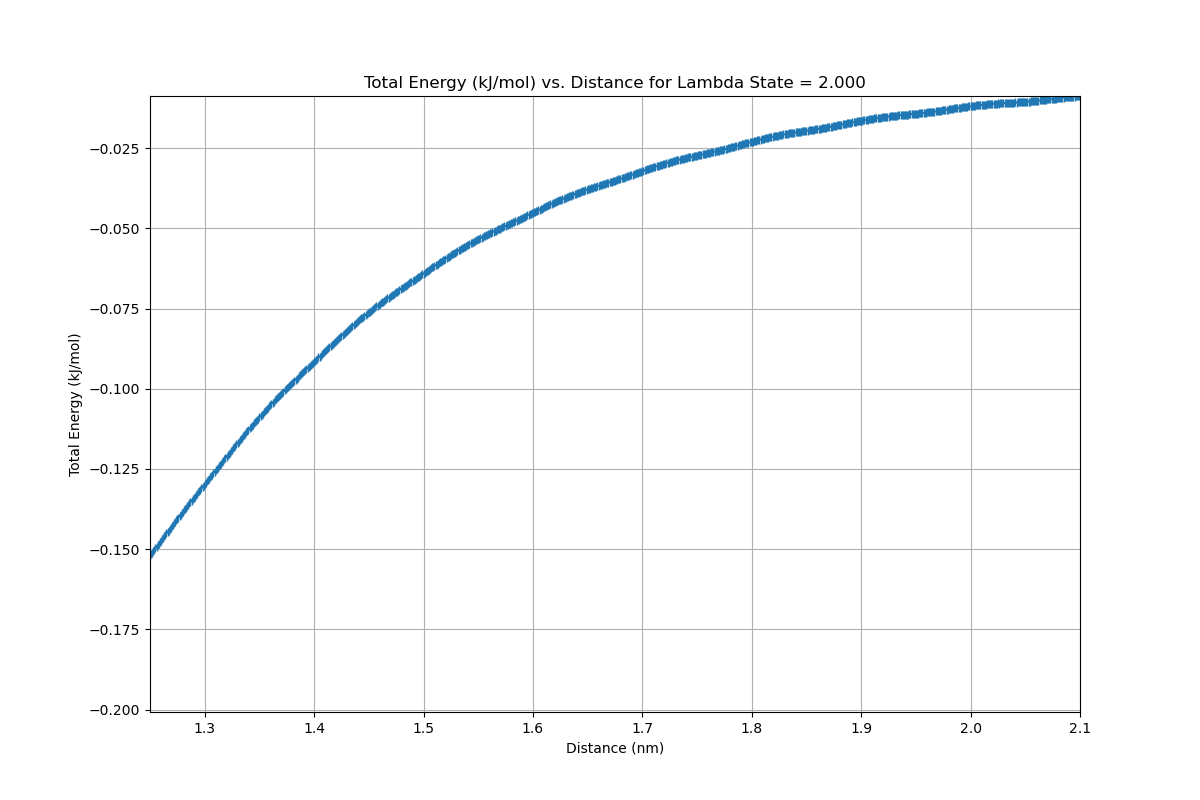 Total Energy (kJ/mol) vs. Distance for Lambda State = 2.000
Total Energy (kJ/mol)
−0.025
−0.050
−0.075
−0.100
−0.125
−0.150
−0.175
−0.200
1.3 1.4 1.5 1.6 1.7 1.8 1.9 2.0 2.1
Distance (nm)